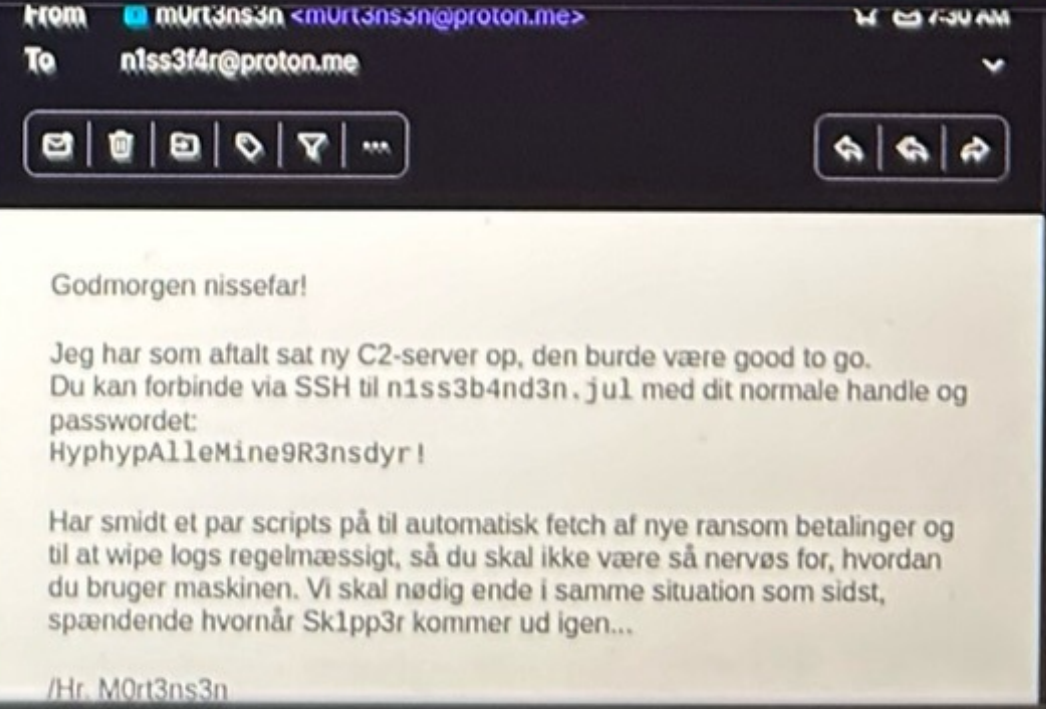 From m0rt3ns3n <m0rt3ns3n@proton.me> 7:30 AM
To n1ss3f4r@proton.me
Godmorgen nissefar!
Jeg har som aftalt sat ny C2-server op, den burde være good to go.
Du kan forbinde via SSH til n1ss3b4nd3n.jul med dit normale handle og
passwordet:
HyphypAlleMine9R3nsdyr!
Har smidt et par scripts på til automatisk fetch af nye ransom betalinger og
til at wipe logs regelmæssigt, så du skal ikke være så nervøs for, hvordan
du bruger maskinen. Vi skal nødig ende i samme situation som sidst,
spændende hvornår Sk1pp3r kommer ud igen...
/Hr. M0rt3ns3n